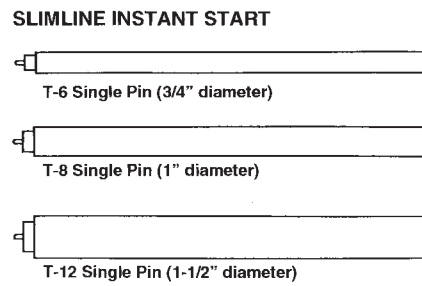 SLIMLINE INSTANT START
T-6 Single Pin (3/4” diameter)
T-8 Single Pin (1” diameter)
T-12 Single Pin (1-1/2” diameter)